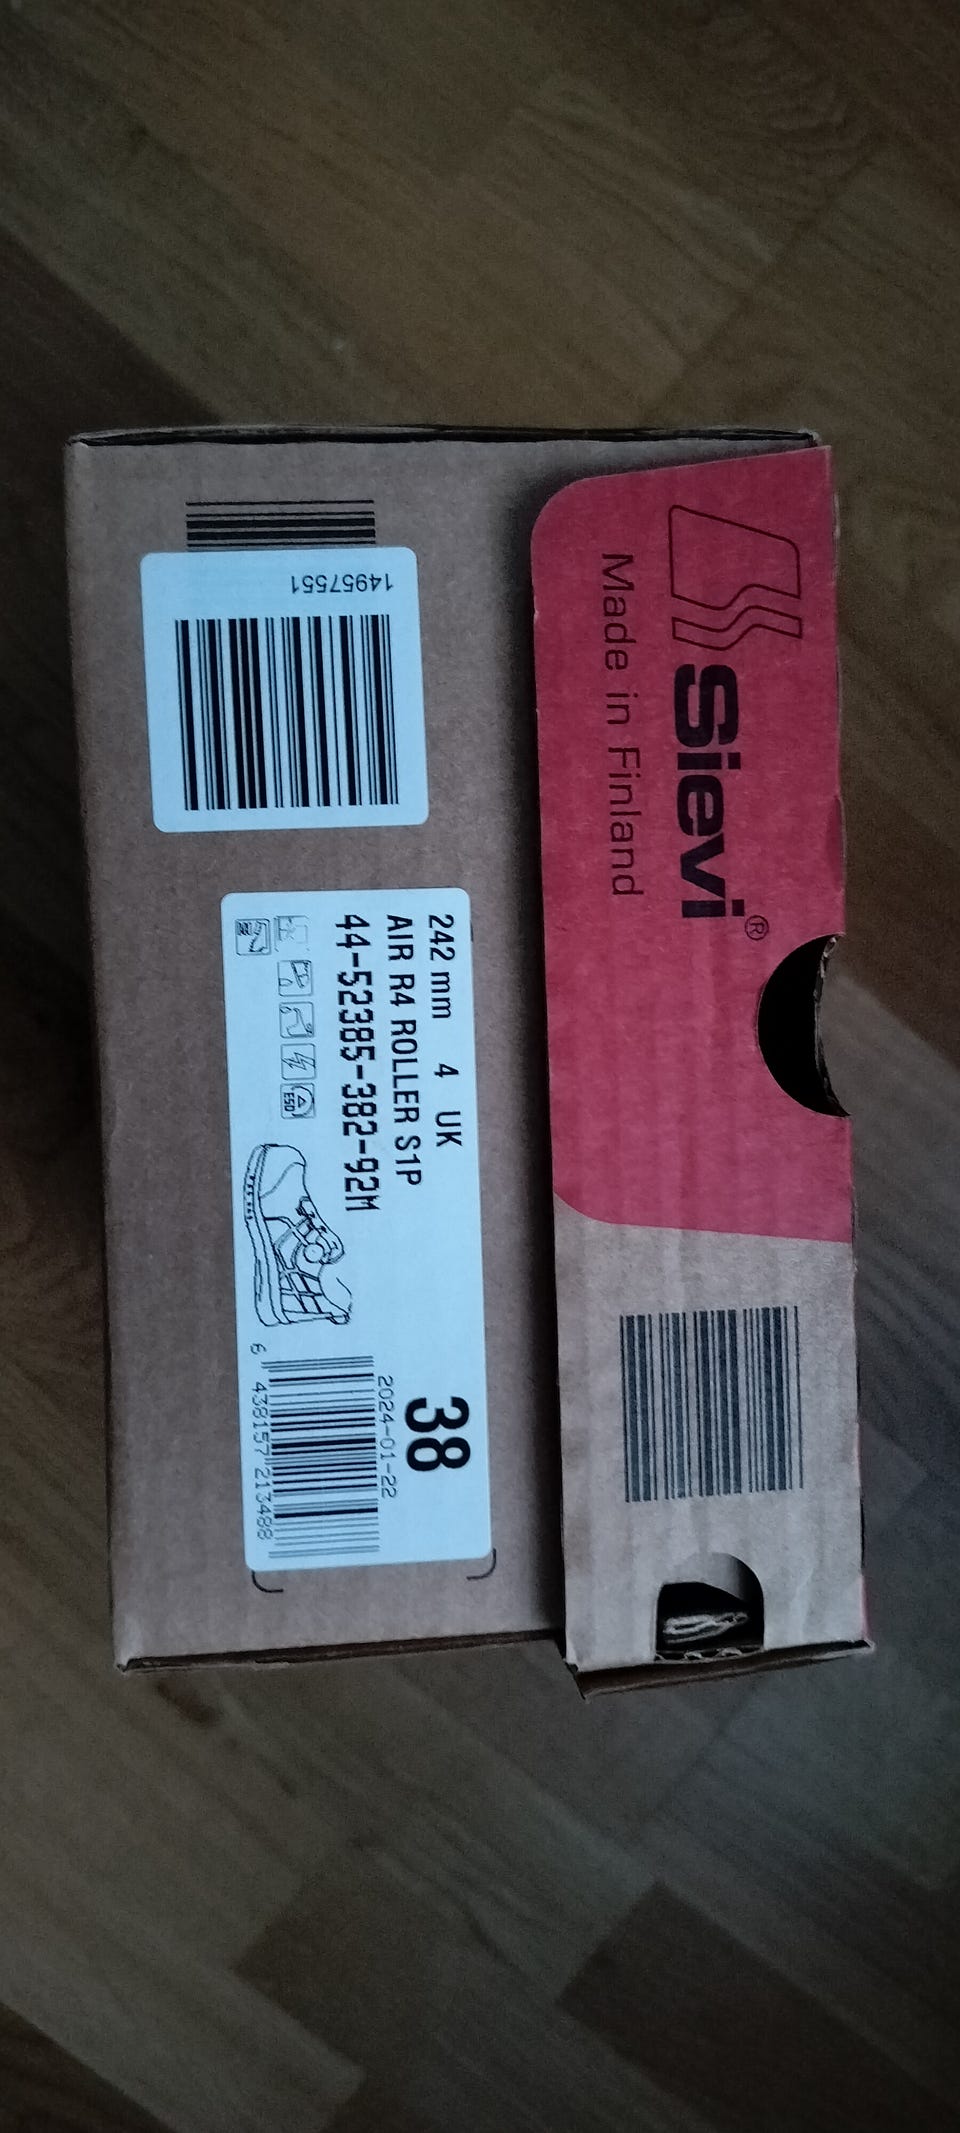 Sievi®
Made in Finland
14957551
242 mm 4 UK
AIR R4 ROLLER S1P
44-52385-382-92M
ESD
38
2024-01-22
6 438157 213488